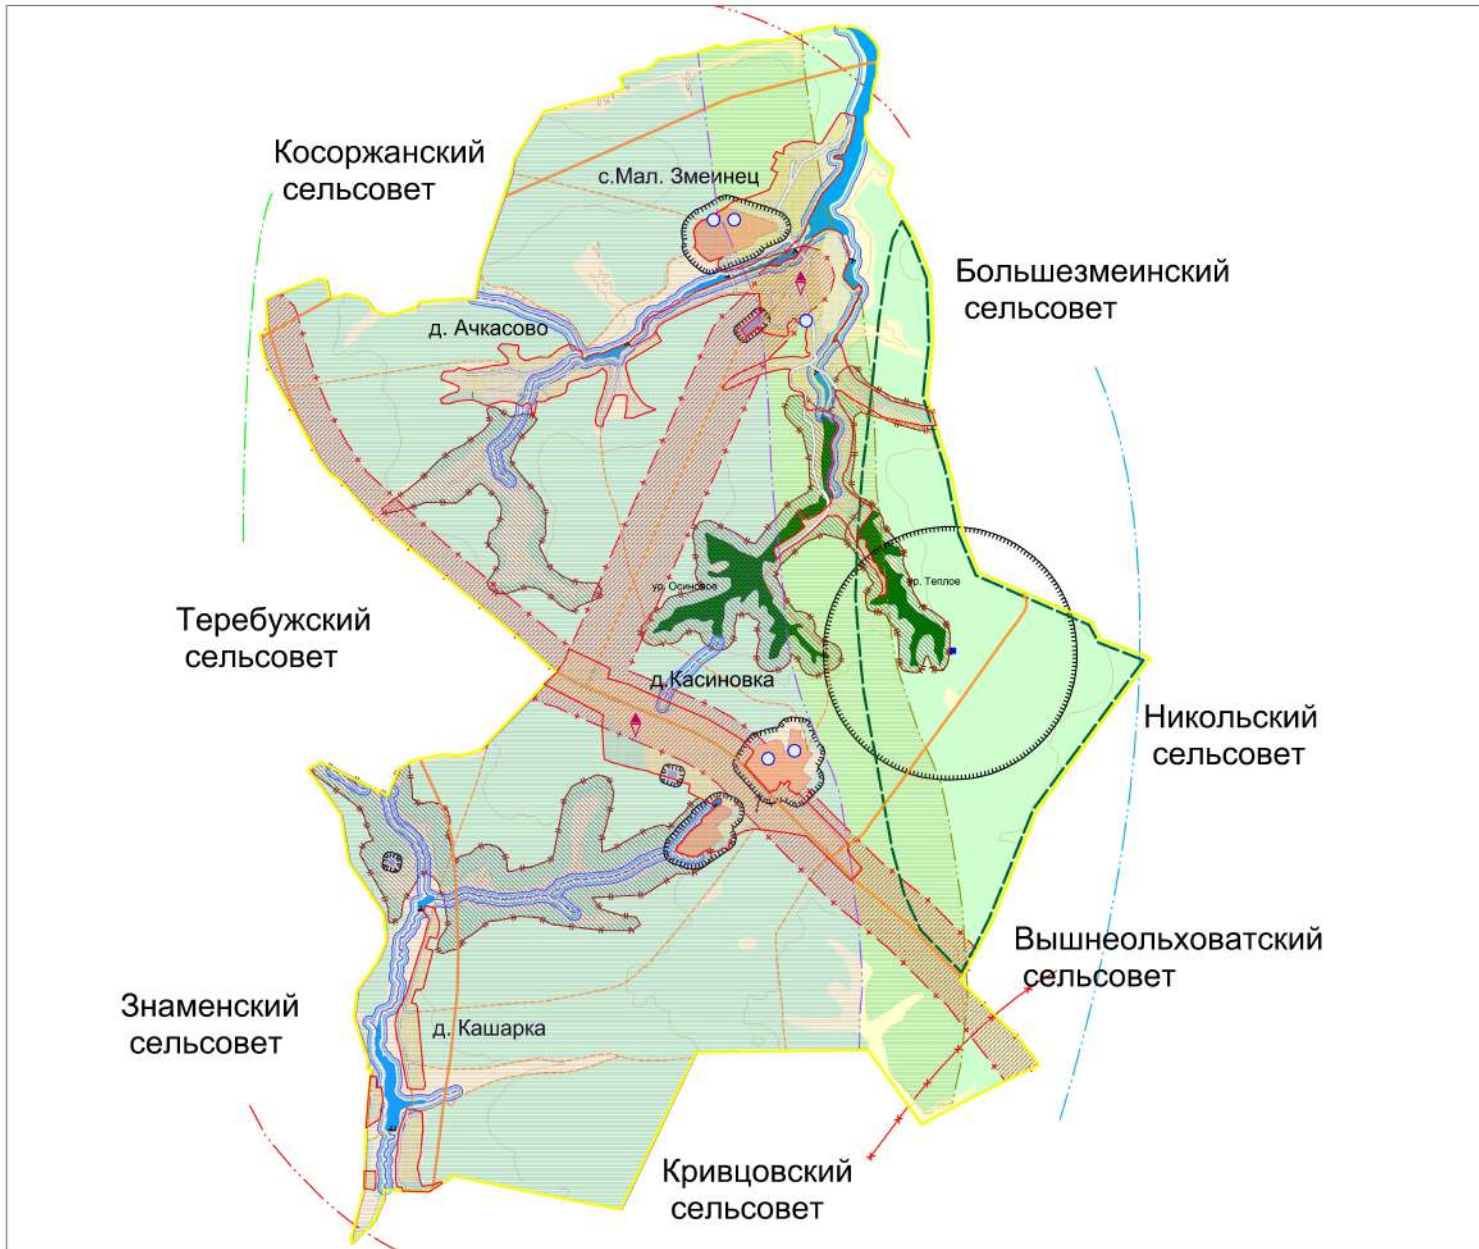 Косоржанский
сельсовет
с.Мал. Змеинец
Большезмеинский
сельсовет
д. Ачкасово
ур. Осиновое
ур. Теплое
Теребужский
сельсовет
д.Касиновка
Никольский
сельсовет
Вышнеольховатский
сельсовет
Знаменский
сельсовет
д. Кашарка
Кривцовский
сельсовет